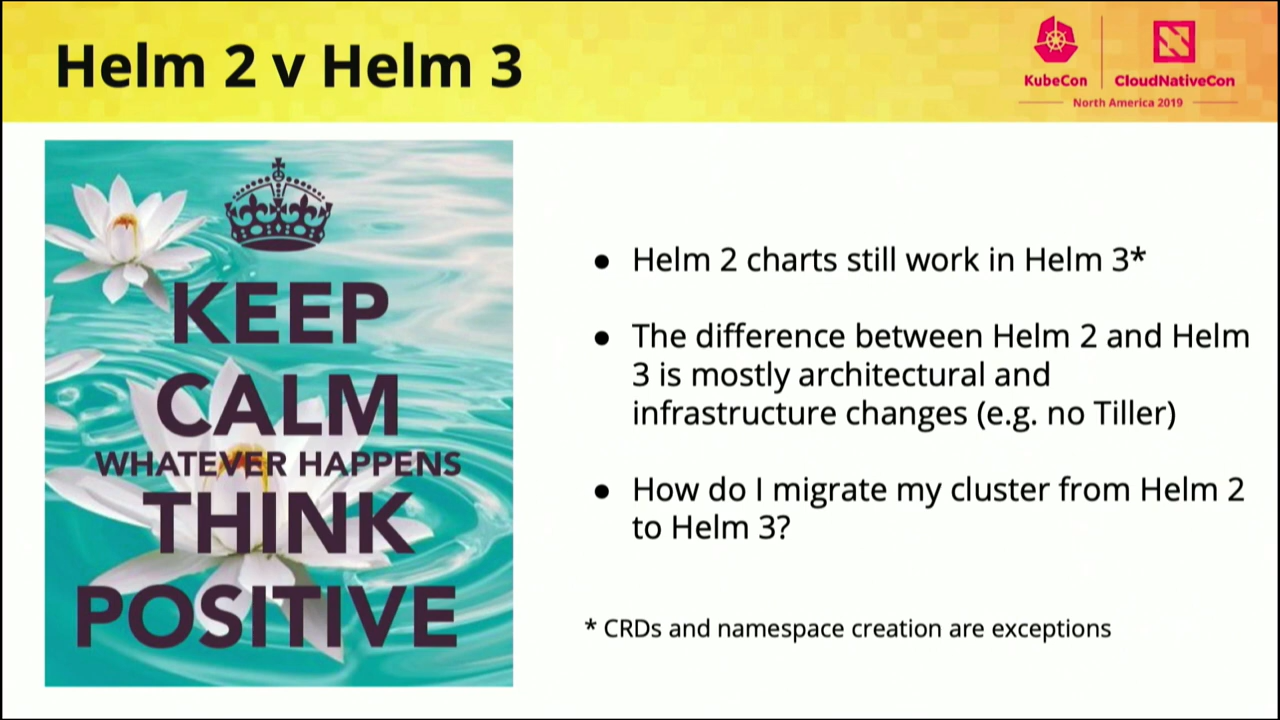 Helm 2 v Helm 3
KubeCon
CloudNativeCon
North America 2019
KEEP
CALM
WHATEVER HAPPENS
THINK
POSITIVE
● Helm 2 charts still work in Helm 3*
● The difference between Helm 2 and Helm
3 is mostly architectural and
infrastructure changes (e.g. no Tiller)
● How do I migrate my cluster from Helm 2
to Helm 3?
* CRDs and namespace creation are exceptions